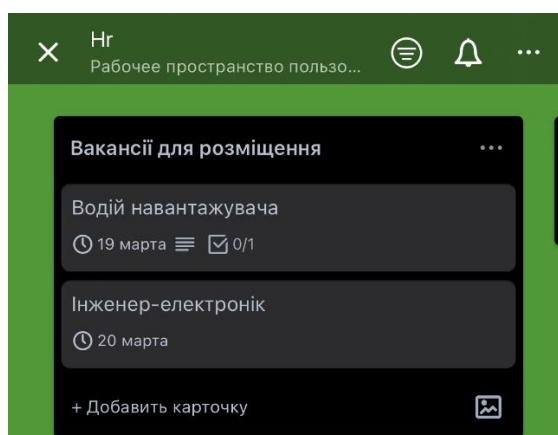 Hr
Рабочее пространство пользо...
Вакансії для розміщення
Водій навантажувача
19 марта 0/1
Інженер-електронік
20 марта
+ Добавить карточку